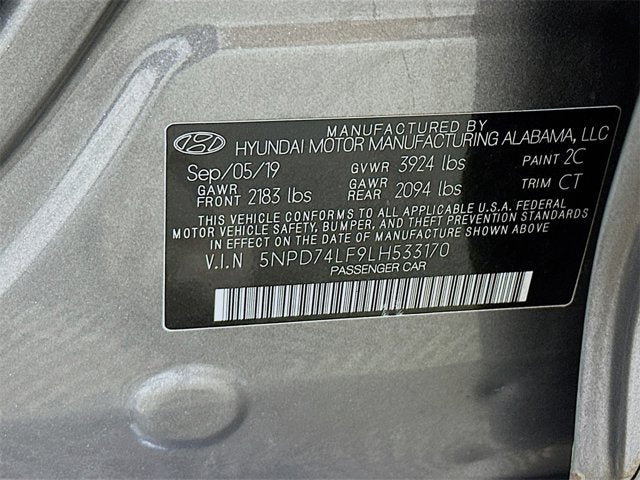 MANUFACTURED BY
HYUNDAI MOTOR MANUFACTURING ALABAMA, LLC
Sep/05/19 GVWR 3924 lbs PAINT 2C
GAWR FRONT 2183 lbs GAWR REAR 2094 lbs TRIM CT
THIS VEHICLE CONFORMS TO ALL APPLICABLE U.S.A. FEDERAL
MOTOR VEHICLE SAFETY, BUMPER, AND THEFT PREVENTION STANDARDS
IN EFFECT ON THE DATE OF MANUFACTURE SHOWN ABOVE
V.I.N 5NPD74LF9LH533170
PASSENGER CAR